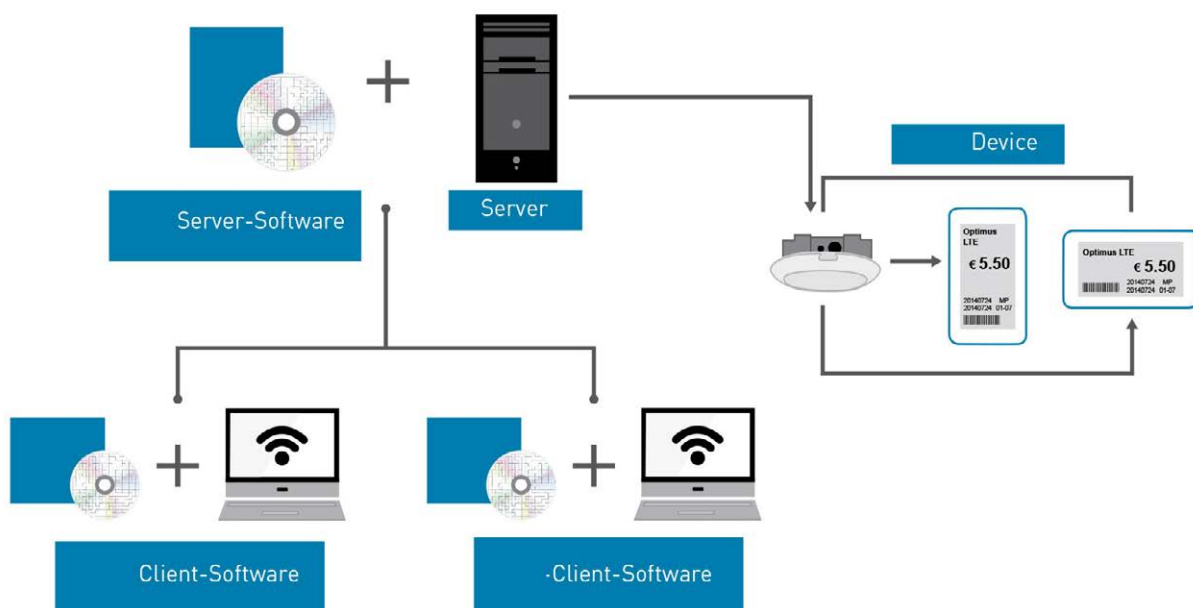 Server-Software
Server
Device
Optimus
LTE
€ 5.50
20140724 MP
20140724 01-07
Optimus LTE
€ 5.50
20140724 MP
20140724 01-07
Client-Software
·Client-Software